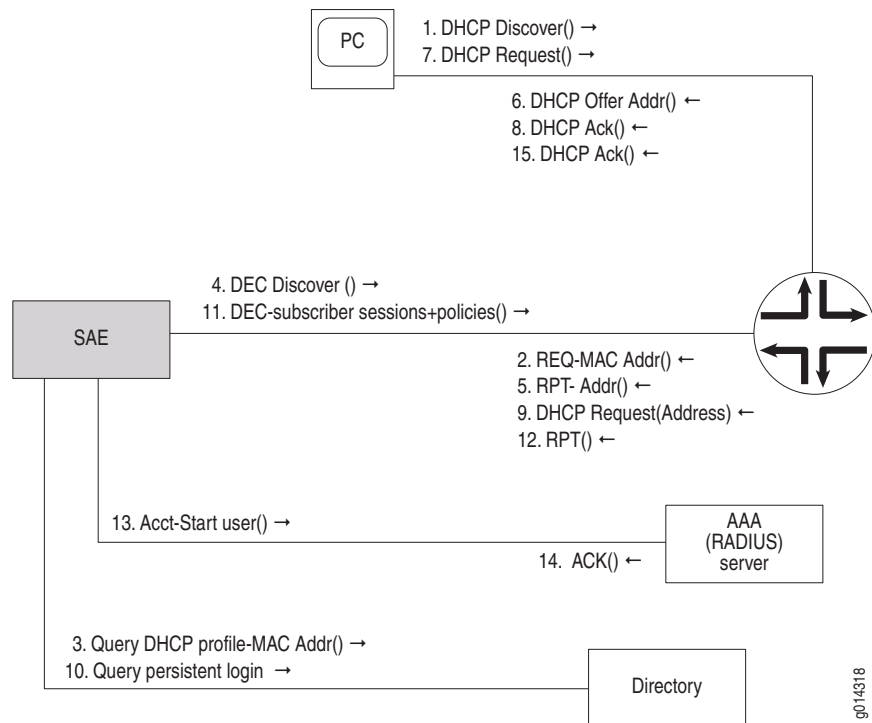 PC
1. DHCP Discover() →
7. DHCP Request() →
6. DHCP Offer Addr() ←
8. DHCP Ack() ←
15. DHCP Ack() ←
4. DEC Discover () →
11. DEC-subscriber sessions+policies() →
SAE
2. REQ-MAC Addr() ←
5. RPT- Addr() ←
9. DHCP Request(Address) ←
12. RPT() ←
13. Acct-Start user() →
14. ACK() ←
AAA
(RADIUS)
server
3. Query DHCP profile-MAC Addr() →
10. Query persistent login →
Directory
g014318